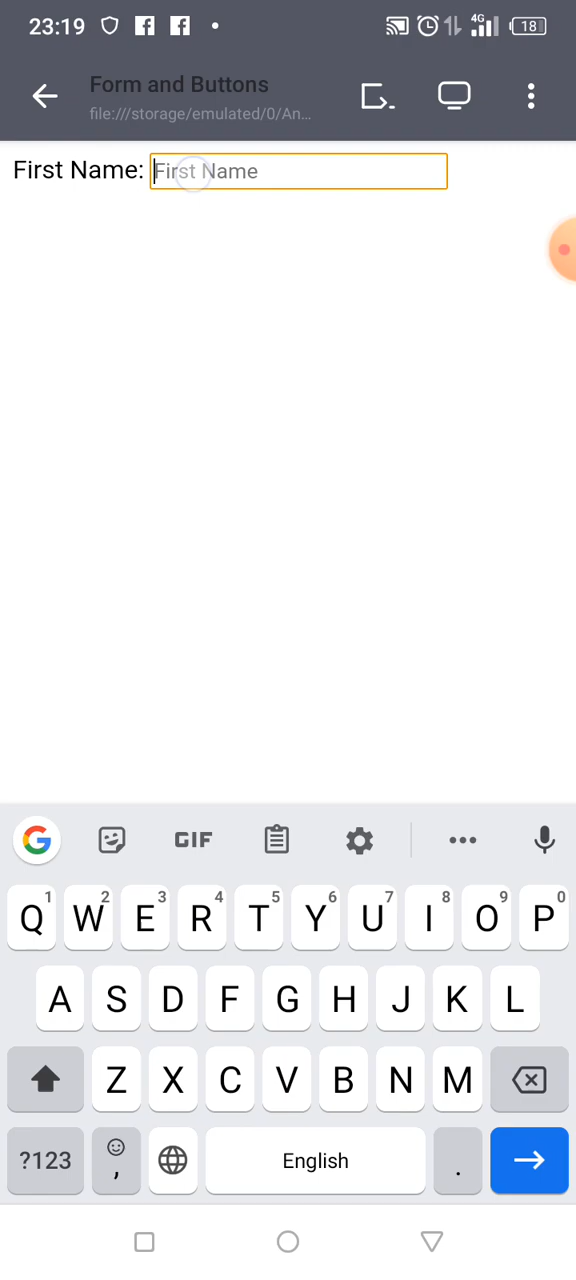 23:19 4G 18
Form and Buttons
file:///storage/emulated/0/An...
First Name: First Name
G GIF
1 2 3 4 5 6 7 8 9 0
Q W E R T Y U I O P
A S D F G H J K L
Z X C V B N M
?123 , English .